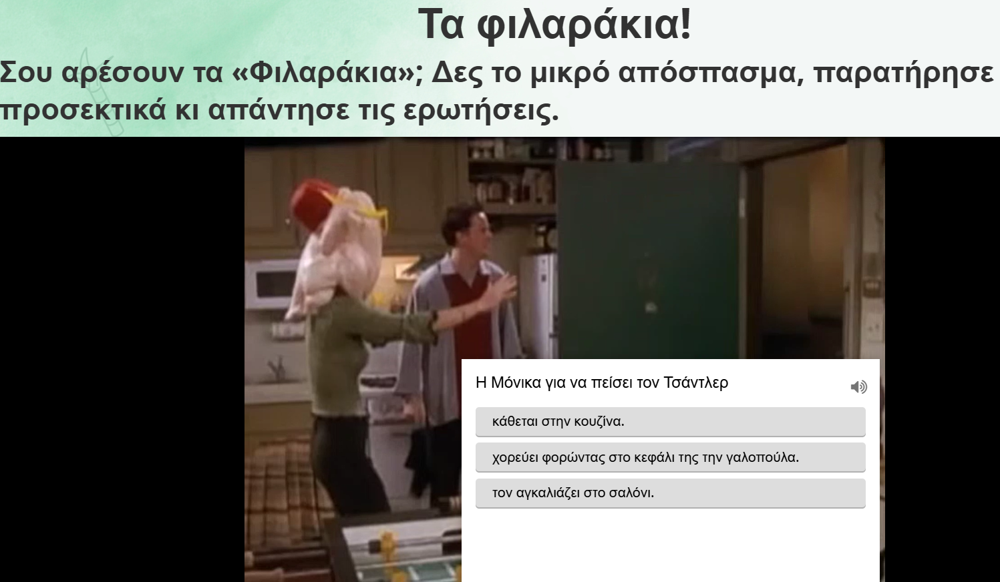 Τα φιλαράκια!
Σου αρέσουν τα «Φιλαράκια»; Δες το μικρό απόσπασμα, παρατήρησε
προσεκτικά κι απάντησε τις ερωτήσεις.
Η Μόνικα για να πείσει τον Τσάντλερ
κάθεται στην κουζίνα.
χορεύει φορώντας στο κεφάλι της την γαλοπούλα.
τον αγκαλιάζει στο σαλόνι.